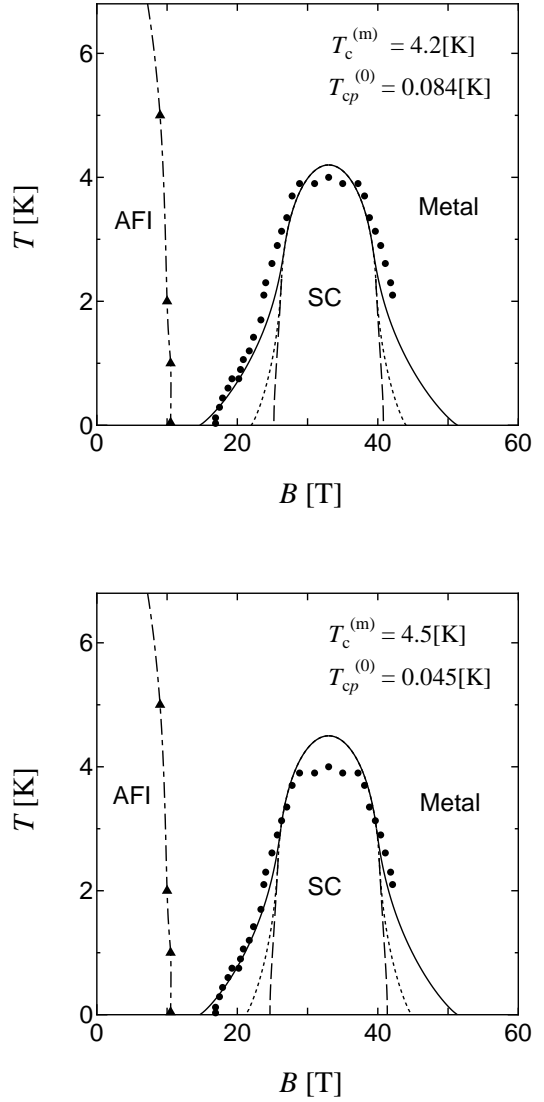 6
4
2
0
T [K]
T_c^(m) = 4.2[K]
T_cp^(0) = 0.084[K]
AFI
Metal
SC
0 20 40 60
B [T]
6
4
2
0
T [K]
T_c^(m) = 4.5[K]
T_cp^(0) = 0.045[K]
AFI
Metal
SC
0 20 40 60
B [T]